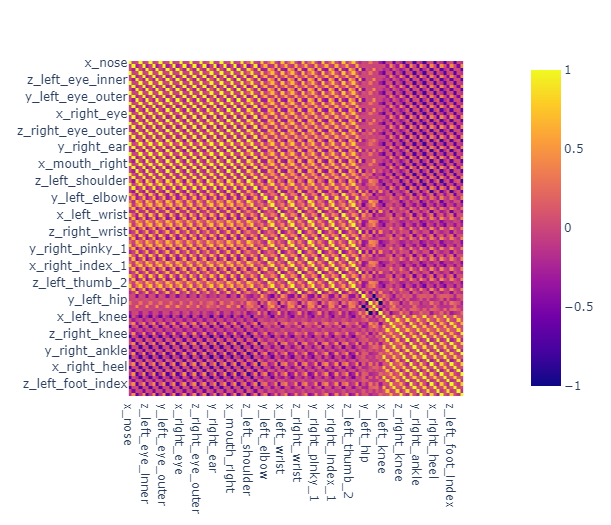 x_nose
z_left_eye_inner
y_left_eye_outer
x_right_eye
z_right_eye_outer
y_right_ear
x_mouth_right
z_left_shoulder
y_left_elbow
x_left_wrist
z_right_wrist
y_right_pinky_1
x_right_index_1
z_left_thumb_2
y_left_hip
x_left_knee
z_right_knee
y_right_ankle
x_right_heel
z_left_foot_index
x_nose
z_left_eye_inner
y_left_eye_outer
x_right_eye
z_right_eye_outer
y_right_ear
x_mouth_right
z_left_shoulder
y_left_elbow
x_left_wrist
z_right_wrist
y_right_pinky_1
x_right_index_1
z_left_thumb_2
y_left_hip
x_left_knee
z_right_knee
y_right_ankle
x_right_heel
z_left_foot_index
1
0.5
0
−0.5
−1